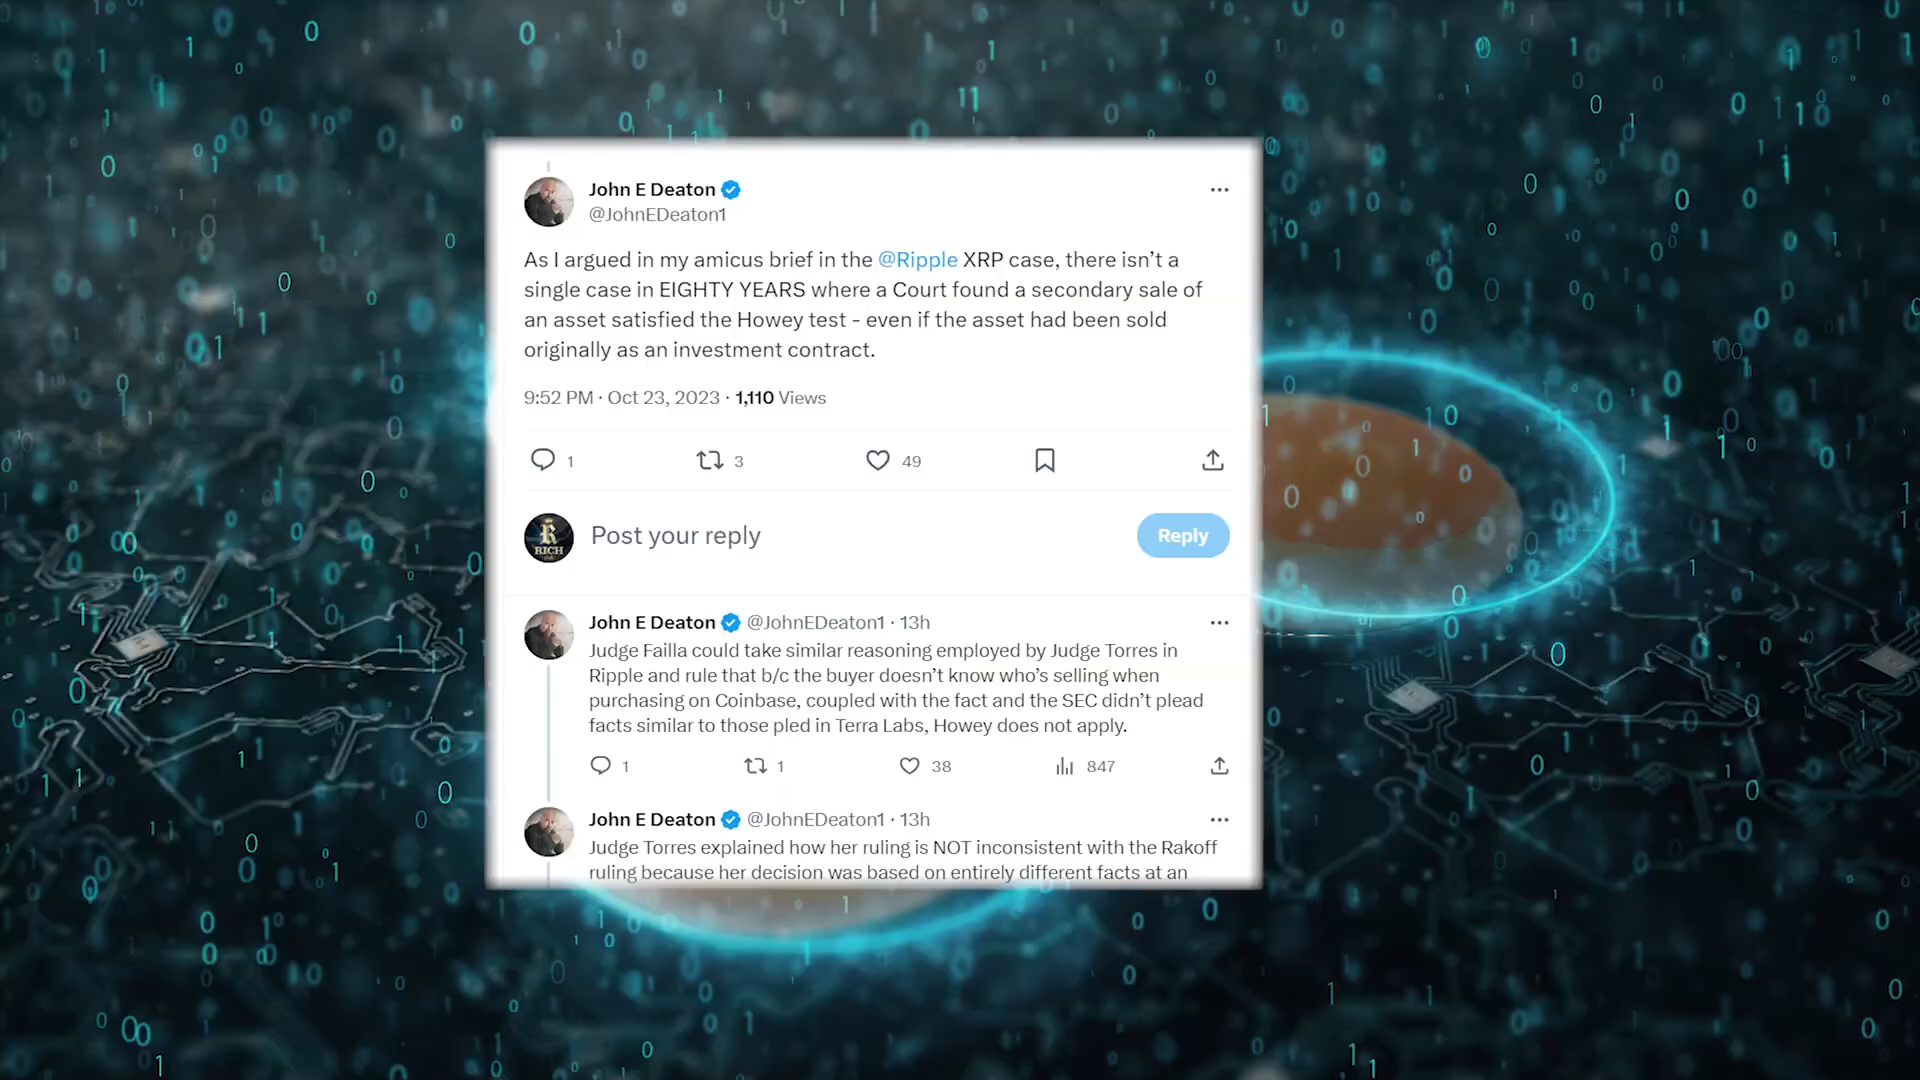 John E Deaton
@JohnEDeaton1
As I argued in my amicus brief in the @Ripple XRP case, there isn’t a
single case in EIGHTY YEARS where a Court found a secondary sale of
an asset satisfied the Howey test - even if the asset had been sold
originally as an investment contract.
9:52 PM · Oct 23, 2023 · 1,110 Views
1 3 49
RICH
Post your reply
Reply
John E Deaton @JohnEDeaton1 · 13h
Judge Failla could take similar reasoning employed by Judge Torres in
Ripple and rule that b/c the buyer doesn’t know who’s selling when
purchasing on Coinbase, coupled with the fact and the SEC didn’t plead
facts similar to those pled in Terra Labs, Howey does not apply.
1 1 38 847
John E Deaton @JohnEDeaton1 · 13h
Judge Torres explained how her ruling is NOT inconsistent with the Rakoff
ruling because her decision was based on entirely different facts at an